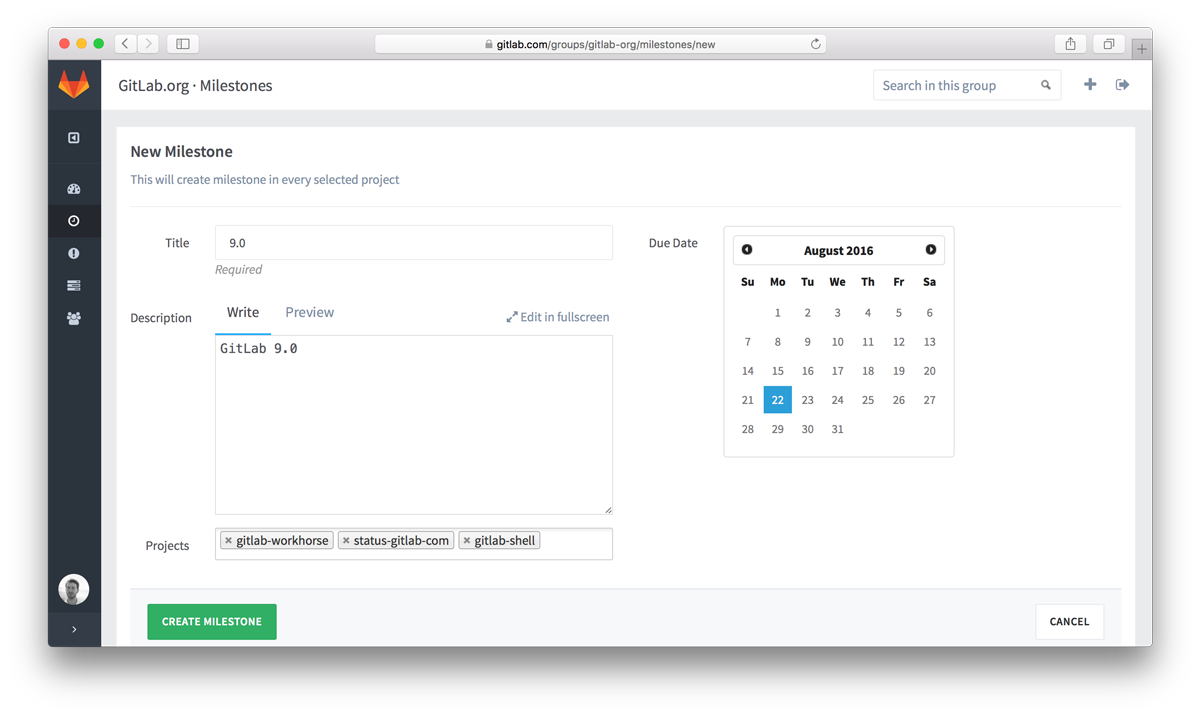 gitlab.com/groups/gitlab-org/milestones/new
GitLab.org · Milestones
Search in this group
New Milestone
This will create milestone in every selected project
Title
9.0
Required
Description
Write
Preview
Edit in fullscreen
GitLab 9.0
Projects
gitlab-workhorse
status-gitlab-com
gitlab-shell
Due Date
August 2016
Su Mo Tu We Th Fr Sa
1 2 3 4 5 6
7 8 9 10 11 12 13
14 15 16 17 18 19 20
21 22 23 24 25 26 27
28 29 30 31
CREATE MILESTONE
CANCEL